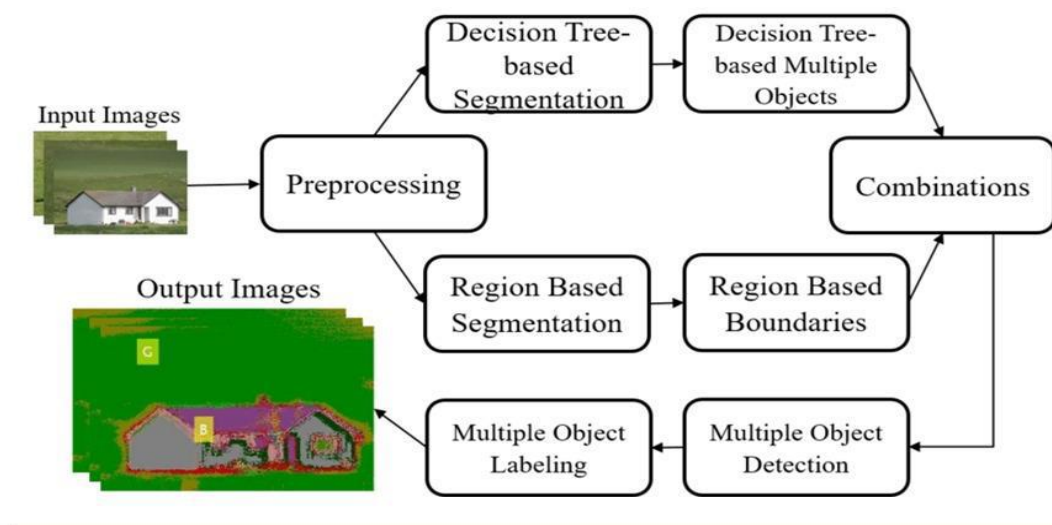 Input Images
Preprocessing
Decision Tree-
based
Segmentation
Decision Tree-
based Multiple
Objects
Combinations
Region Based
Segmentation
Region Based
Boundaries
Multiple Object
Detection
Multiple Object
Labeling
Output Images
G
B